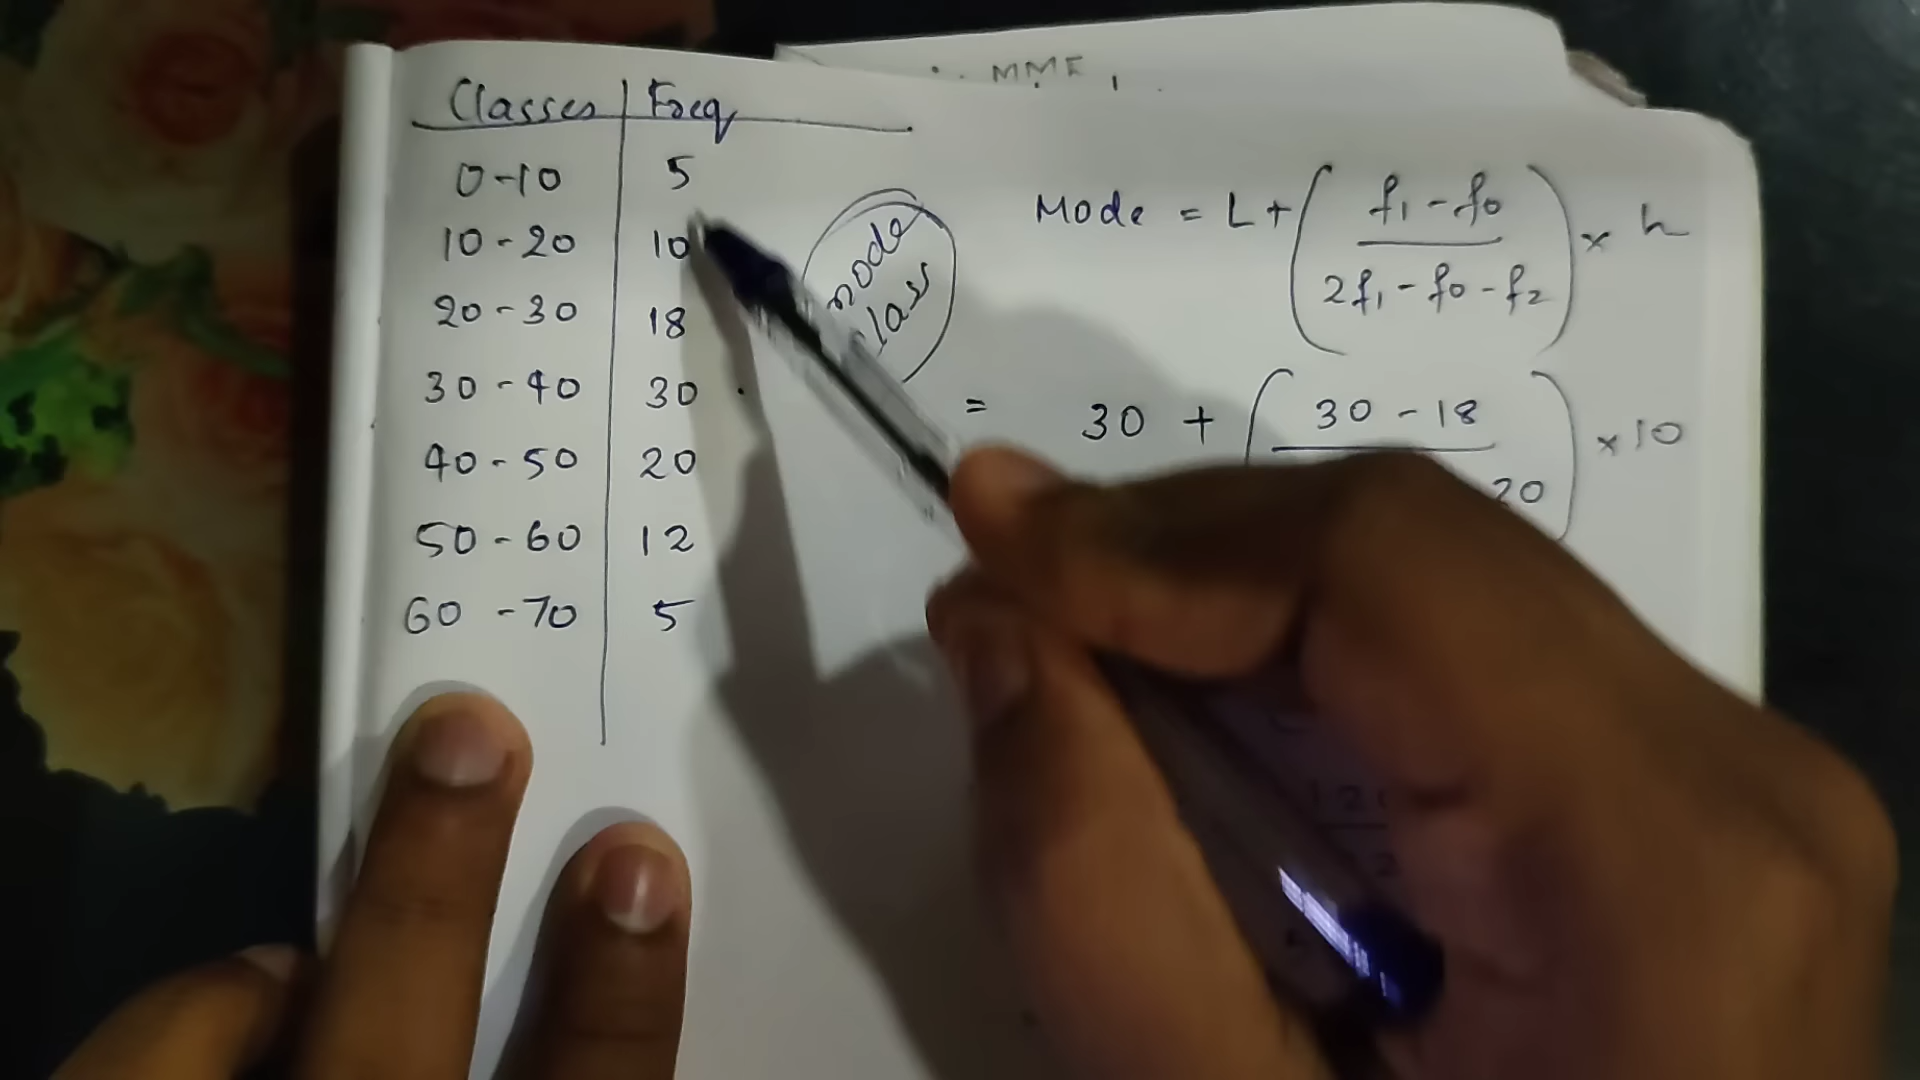 MME
Classes Freq
0-10 5
10-20 10
20-30 18
30-40 30
40-50 20
50-60 12
60-70 5
mode
class
Mode = L + ( f1 - f0 / 2f1 - f0 - f2 ) × h
= 30 + ( 30 - 18 / 20 ) × 10